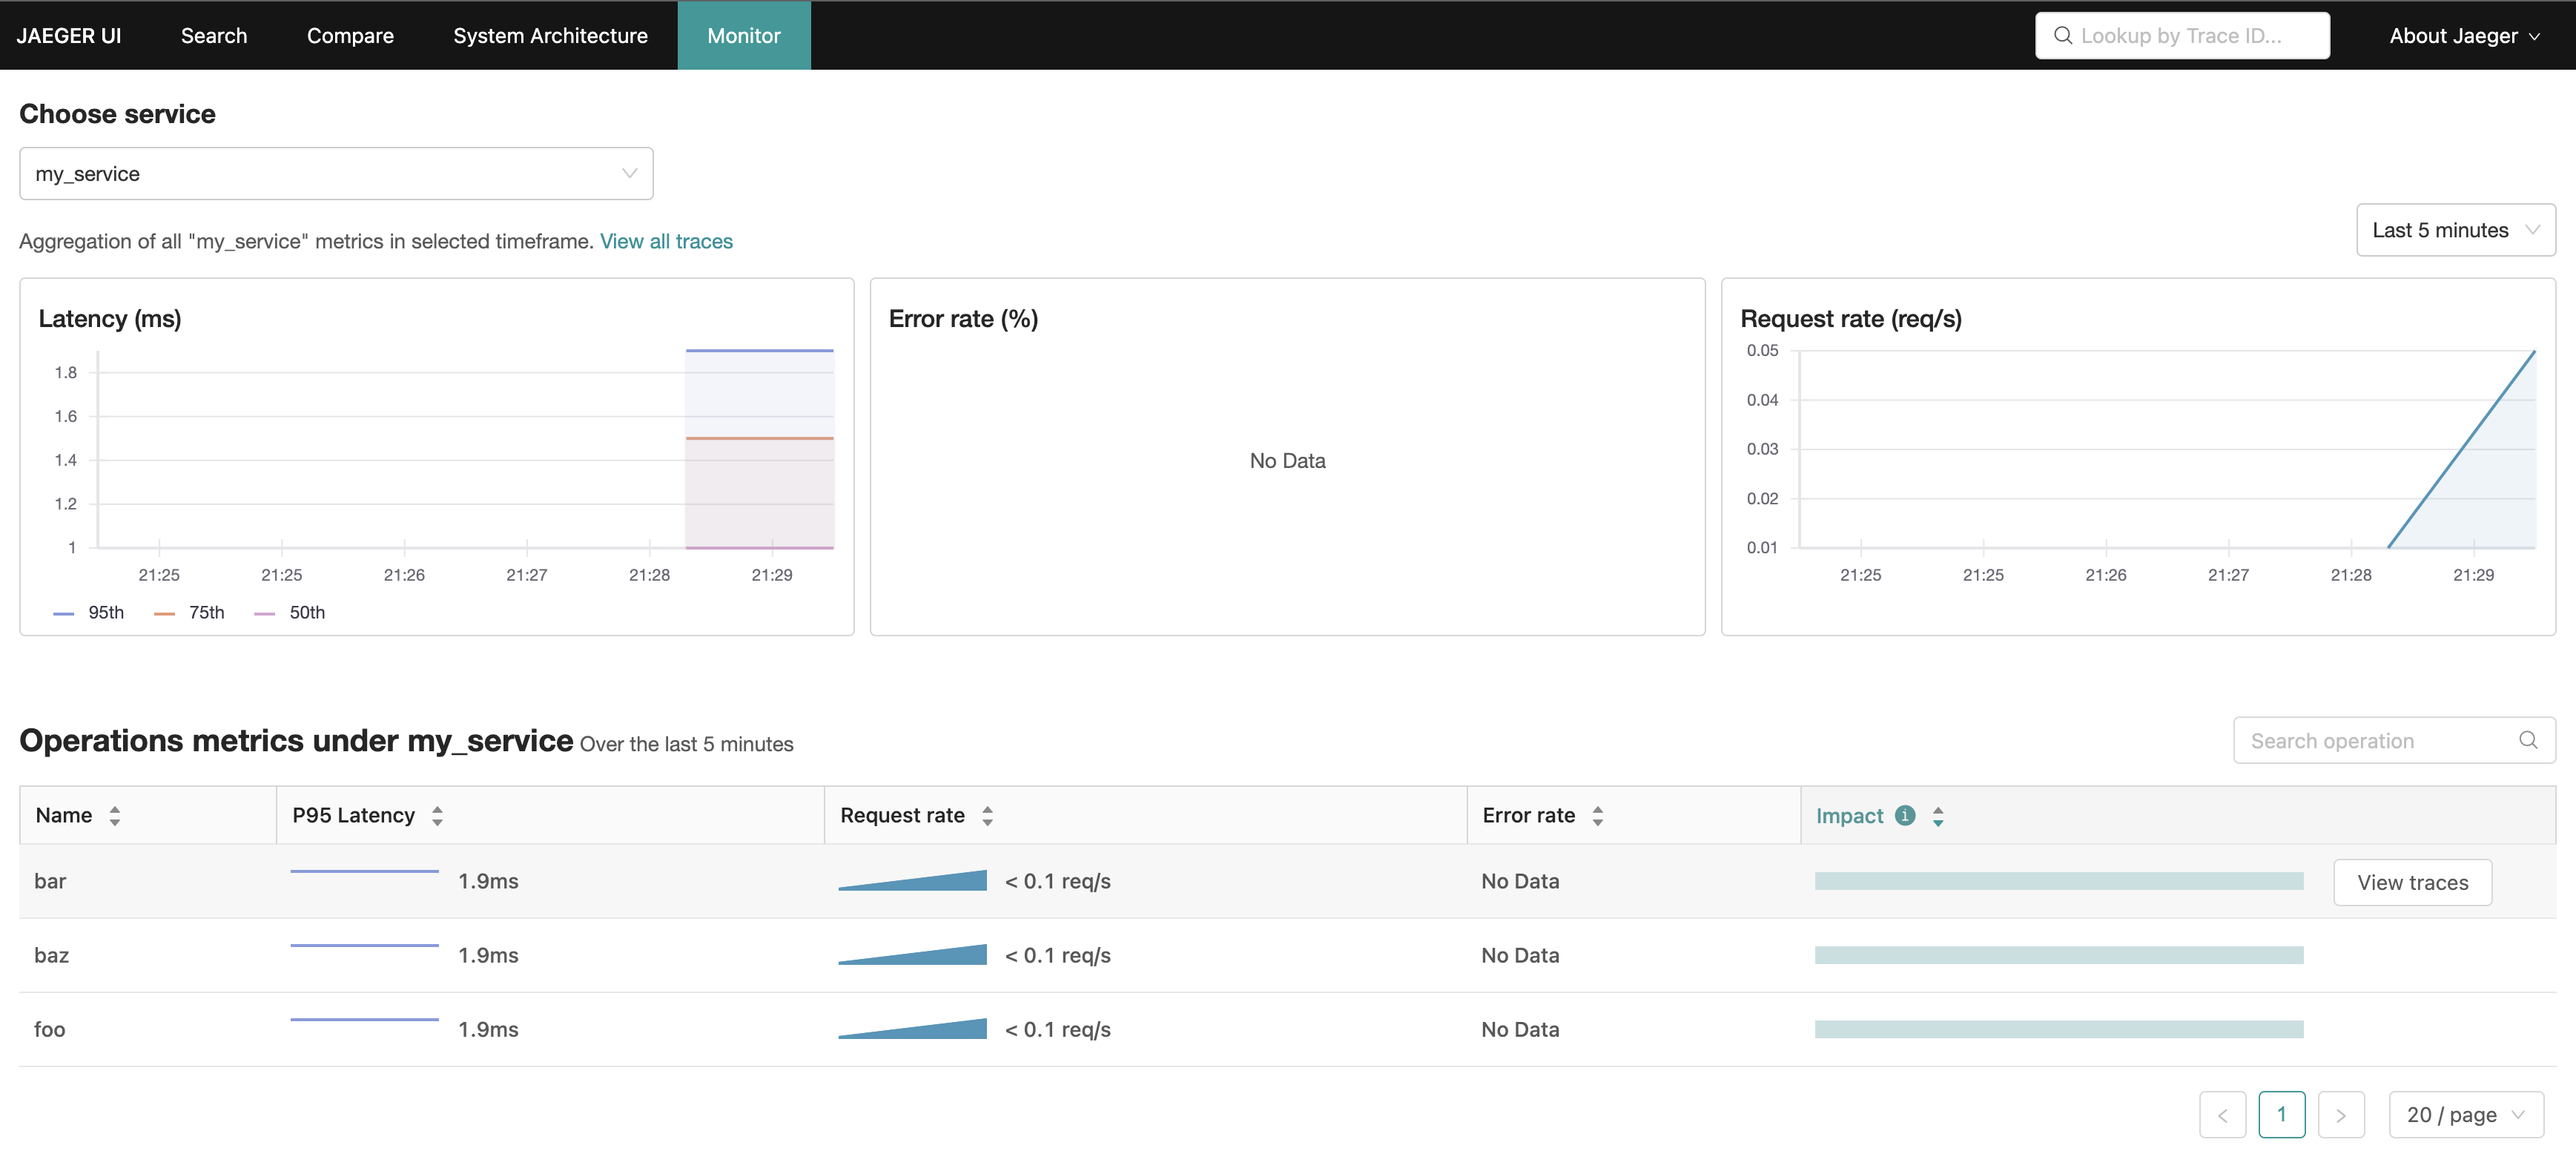 JAEGER UI Search Compare System Architecture Monitor Lookup by Trace ID... About Jaeger
Choose service
my_service
Aggregation of all "my_service" metrics in selected timeframe. View all traces
Last 5 minutes
Latency (ms)
1.8
1.6
1.4
1.2
1
21:25 21:25 21:26 21:27 21:28 21:29
95th 75th 50th
Error rate (%)
No Data
Request rate (req/s)
0.05
0.04
0.03
0.02
0.01
21:25 21:25 21:26 21:27 21:28 21:29
Operations metrics under my_service Over the last 5 minutes
Search operation
Name P95 Latency Request rate Error rate Impact i
bar 1.9ms < 0.1 req/s No Data View traces
baz 1.9ms < 0.1 req/s No Data
foo 1.9ms < 0.1 req/s No Data
< 1 > 20 / page